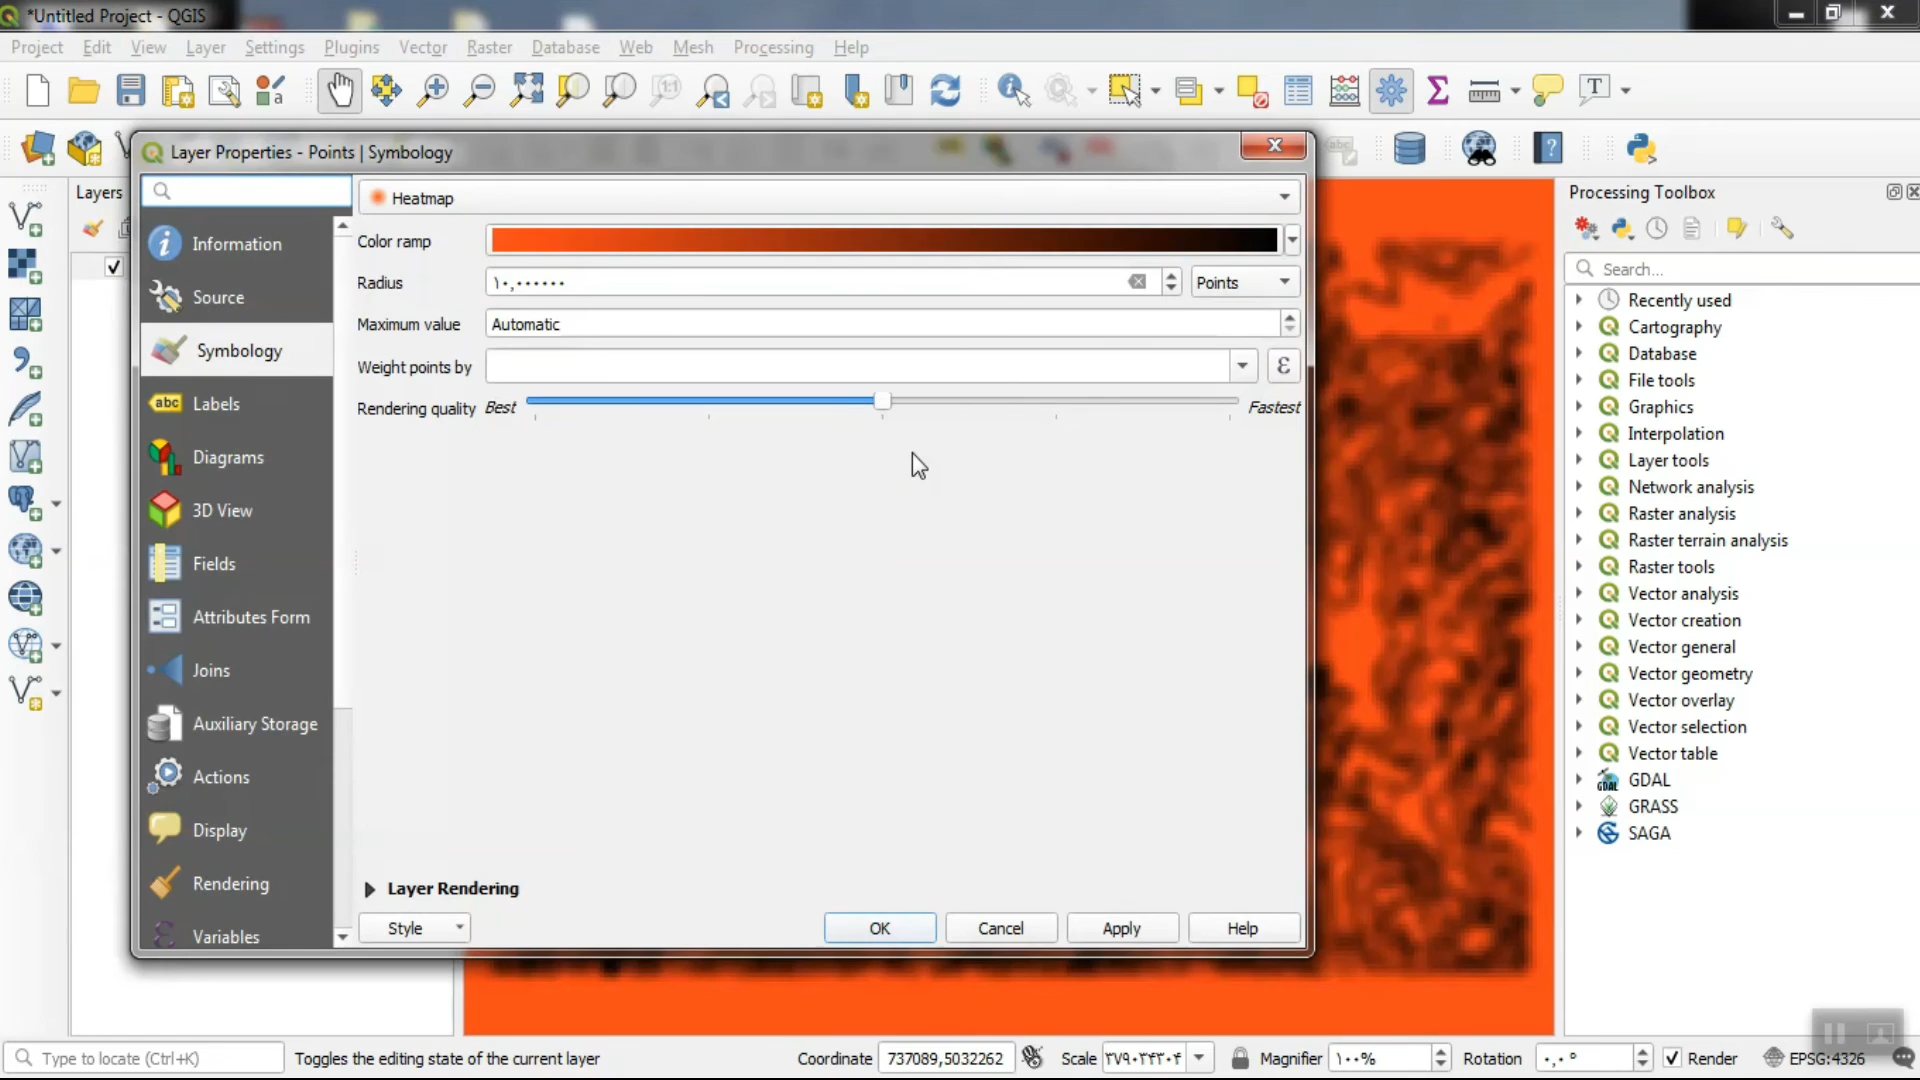 *Untitled Project - QGIS
Project Edit View Layer Settings Plugins Vector Raster Database Web Mesh Processing Help
Layer Properties - Points | Symbology
Layers
Heatmap
Color ramp
Radius ۱۰,۰۰۰۰۰۰ Points
Maximum value Automatic
Weight points by
Rendering quality Best Fastest
Information
Source
Symbology
abc Labels
Diagrams
3D View
Fields
Attributes Form
Joins
Auxiliary Storage
Actions
Display
Rendering
Variables
Layer Rendering
Style OK Cancel Apply Help
Processing Toolbox
Search...
Recently used
Cartography
Database
File tools
Graphics
Interpolation
Layer tools
Network analysis
Raster analysis
Raster terrain analysis
Raster tools
Vector analysis
Vector creation
Vector general
Vector geometry
Vector overlay
Vector selection
Vector table
GDAL
GRASS
SAGA
Type to locate (Ctrl+K) Toggles the editing state of the current layer Coordinate 737089,5032262 Scale Magnifier ۱۰۰% Rotation ۰,۰ ° Render EPSG:4326